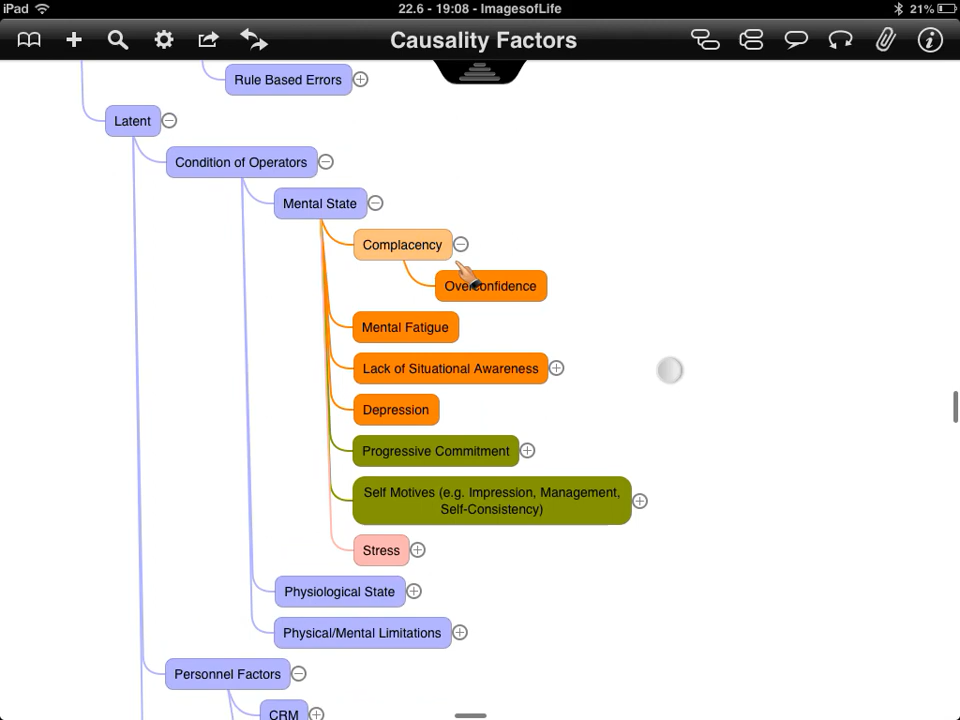 iPad 22.6 - 19:08 - ImagesofLife 21%
Causality Factors
Rule Based Errors
Latent
Condition of Operators
Mental State
Complacency
Overconfidence
Mental Fatigue
Lack of Situational Awareness
Depression
Progressive Commitment
Self Motives (e.g. Impression, Management,
Self-Consistency)
Stress
Physiological State
Physical/Mental Limitations
Personnel Factors
CRM